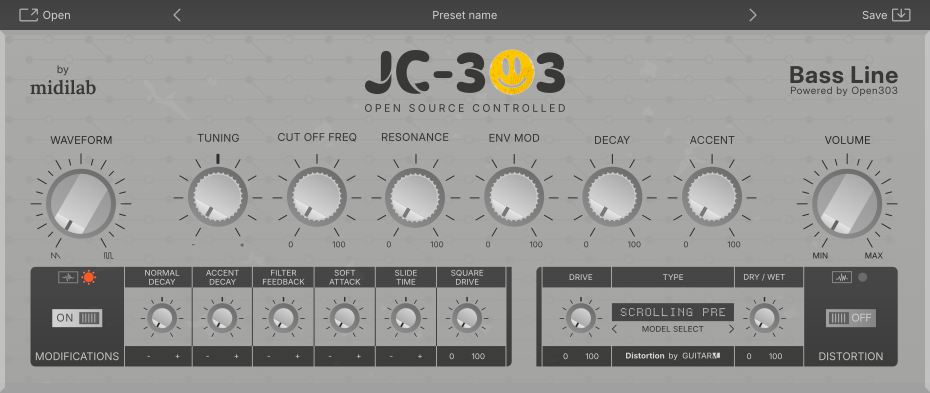 Open
Preset name
Save
by
midilab
JC-303
OPEN SOURCE CONTROLLED
Bass Line
Powered by Open303
WAVEFORM
TUNING
CUT OFF FREQ
RESONANCE
ENV MOD
DECAY
ACCENT
VOLUME
- +
0 100
0 100
0 100
0 100
0 100
MIN MAX
NORMAL
DECAY
ACCENT
DECAY
FILTER
FEEDBACK
SOFT
ATTACK
SLIDE
TIME
SQUARE
DRIVE
ON
MODIFICATIONS
- +
- +
- +
- +
- +
0 100
DRIVE
TYPE
DRY / WET
SCROLLING PRE
MODEL SELECT
0 100
Distortion by GUITARML
0 100
OFF
DISTORTION